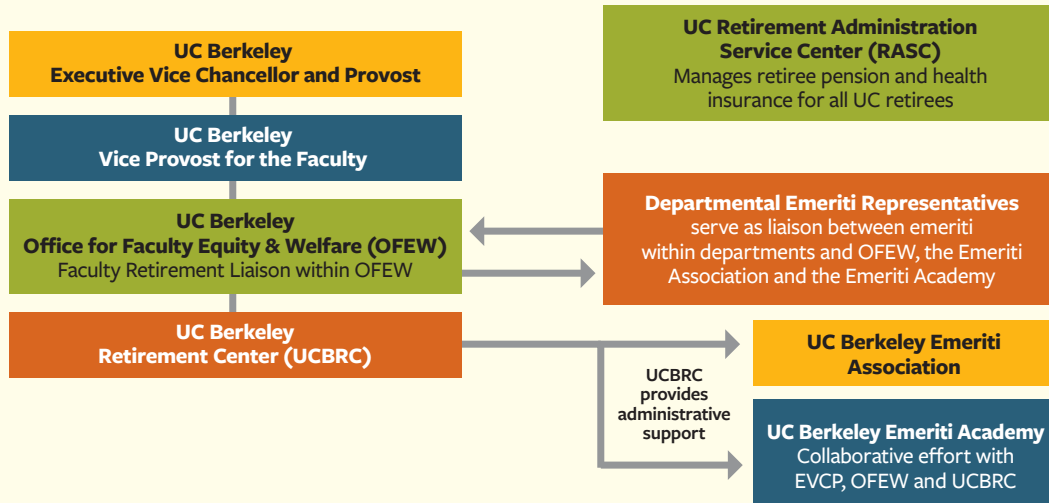 UC Berkeley
Executive Vice Chancellor and Provost
UC Berkeley
Vice Provost for the Faculty
UC Berkeley
Office for Faculty Equity & Welfare (OFEW)
Faculty Retirement Liaison within OFEW
UC Berkeley
Retirement Center (UCBRC)
UC Retirement Administration
Service Center (RASC)
Manages retiree pension and health
insurance for all UC retirees
Departmental Emeriti Representatives
serve as liaison between emeriti
within departments and OFEW, the Emeriti
Association and the Emeriti Academy
UCBRC
provides
administrative
support
UC Berkeley Emeriti
Association
UC Berkeley Emeriti Academy
Collaborative effort with
EVCP, OFEW and UCBRC